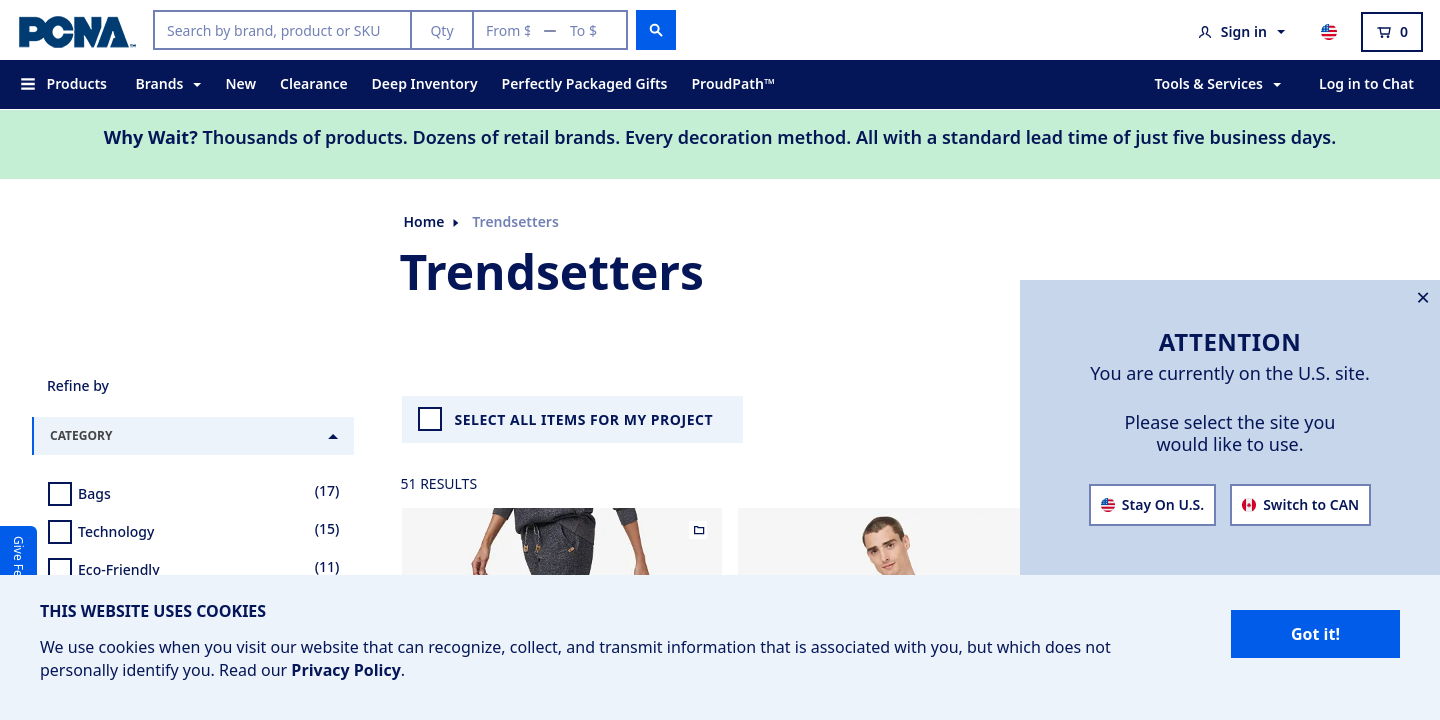 PCNA™
Search by brand, product or SKU
Qty
From $ — To $
Sign in
0
Products
Brands
New
Clearance
Deep Inventory
Perfectly Packaged Gifts
ProudPath™
Tools & Services
Log in to Chat
Why Wait? Thousands of products. Dozens of retail brands. Every decoration method. All with a standard lead time of just five business days.
Home
Trendsetters
Trendsetters
Refine by
CATEGORY
Bags (17)
Technology (15)
Eco-Friendly (11)
SELECT ALL ITEMS FOR MY PROJECT
51 RESULTS
ATTENTION
You are currently on the U.S. site.
Please select the site you
would like to use.
Stay On U.S.
Switch to CAN
Give Fe
THIS WEBSITE USES COOKIES
We use cookies when you visit our website that can recognize, collect, and transmit information that is associated with you, but which does not
personally identify you. Read our Privacy Policy.
Got it!